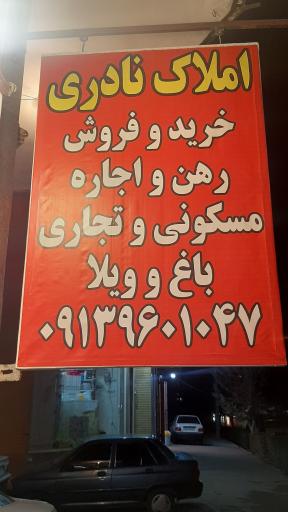 املاک نادری
خرید و فروش
رهن و اجاره
مسکونی و تجاری
باغ و ویلا
۰۹۱۳۹۶۰۱۰۴۷